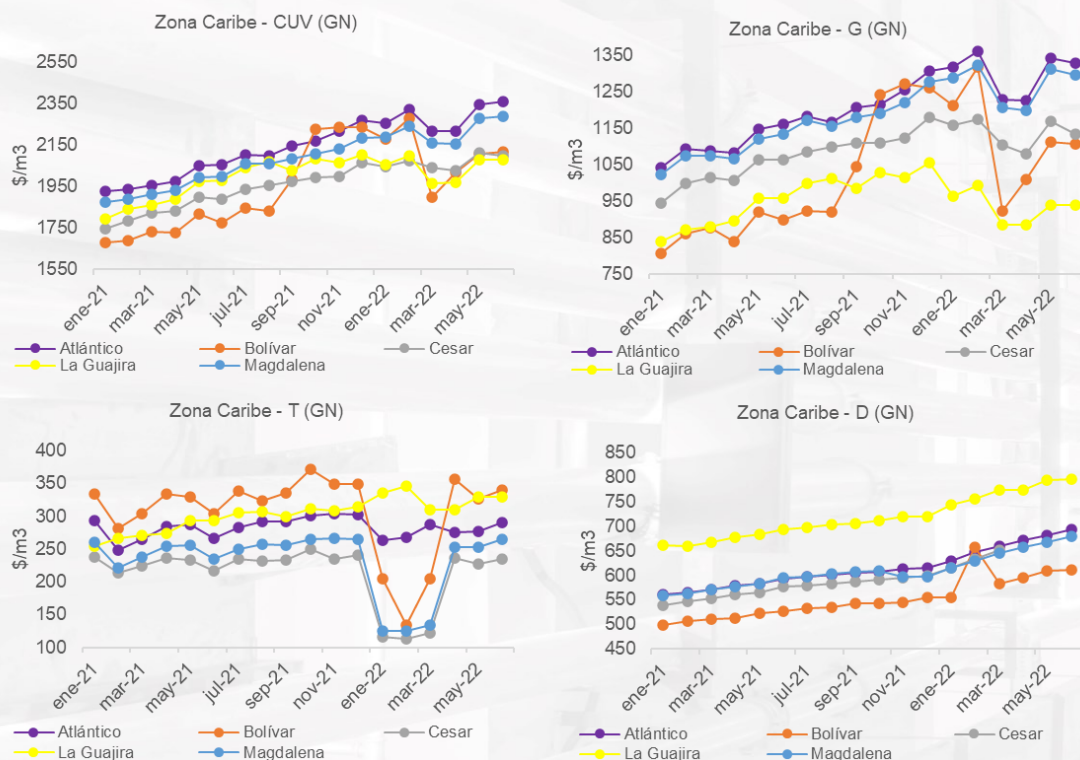 Zona Caribe - CUV (GN)
$/m3
2550
2350
2150
1950
1750
1550
ene-21
mar-21
may-21
jul-21
sep-21
nov-21
ene-22
mar-22
may-22
Atlántico
Bolívar
Cesar
La Guajira
Magdalena
Zona Caribe - G (GN)
$/m3
1350
1250
1150
1050
950
850
750
ene-21
mar-21
may-21
jul-21
sep-21
nov-21
ene-22
mar-22
may-22
Atlántico
Bolívar
Cesar
La Guajira
Magdalena
Zona Caribe - T (GN)
$/m3
400
350
300
250
200
150
100
ene-21
mar-21
may-21
jul-21
sep-21
nov-21
ene-22
mar-22
may-22
Atlántico
Bolívar
Cesar
La Guajira
Magdalena
Zona Caribe - D (GN)
$/m3
850
800
750
700
650
600
550
500
450
ene-21
mar-21
may-21
jul-21
sep-21
nov-21
ene-22
mar-22
may-22
Atlántico
Bolívar
Cesar
La Guajira
Magdalena